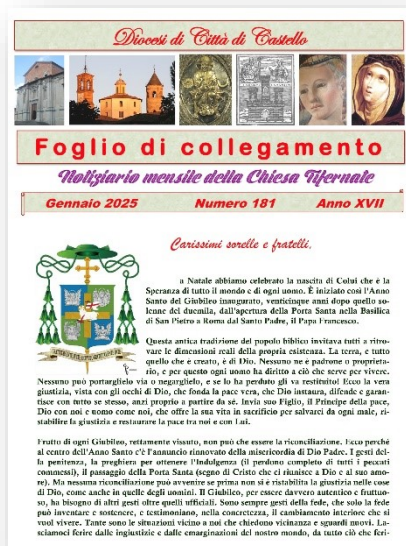 Diocesi di Città di Castello
Foglio di collegamento
Notiziario mensile della Chiesa Tifernate
Gennaio 2025 Numero 181 Anno XVII
Carissimi sorelle e fratelli,
a Natale abbiamo celebrato la nascita di Colui che è la
Speranza di tutto il mondo e di ogni uomo. È iniziato così l'Anno
Santo del Giubileo inaugurato, venticinque anni dopo quello so-
lenne del duemila, dall'apertura della Porta Santa nella Basilica
di San Pietro a Roma dal Santo Padre, il Papa Francesco.
Questa antica tradizione del popolo biblico invitava tutti a ritro-
vare le dimensioni reali della propria esistenza. La terra, e tutto
quello che è creato, è di Dio. Nessuno ne è padrone o proprieta-
rio, e per questo ogni uomo ha diritto a ciò che serve per vivere.
Nessuno può portarglielo via o negarglielo, e se lo ha perduto gli va restituito! Ecco la vera
giustizia, vista con gli occhi di Dio, che fonda la pace vera, che Dio instaura, difende e garan-
tisce con tutto se stesso, anzi proprio a partire da sé. Invia suo Figlio, il Principe della pace,
Dio con noi e uomo come noi, che offre la sua vita in sacrificio per salvarci da ogni male, ri-
stabilire la giustizia e restaurare la pace tra noi e con Lui.
Frutto di ogni Giubileo, rettamente vissuto, non può che essere la riconciliazione. Ecco perché
al centro dell'Anno Santo c'è l'annuncio rinnovato della misericordia di Dio Padre. I gesti del-
la penitenza, la preghiera per ottenere l'Indulgenza (il perdono completo di tutti i peccati
commessi), il passaggio della Porta Santa (segno di Cristo che ci riunisce a Dio e al suo amo-
re). Ma nessuna riconciliazione può avvenire se prima non si è ristabilita la giustizia nelle cose
di Dio, come anche in quelle degli uomini. Il Giubileo, per essere davvero autentico e fruttuo-
so, ha bisogno di altri gesti oltre quelli ufficiali. Sono sempre gesti della fede, che solo la fede
può inventare e sostenere, e testimoniano, nella concretezza, il cambiamento interiore che si
vuol vivere. Tante sono le situazioni vicino a noi che chiedono vicinanza e sguardi nuovi. La-
sciamoci ferire dalle ingiustizie e dalle emarginazioni del nostro mondo, da tutto ciò che feri-